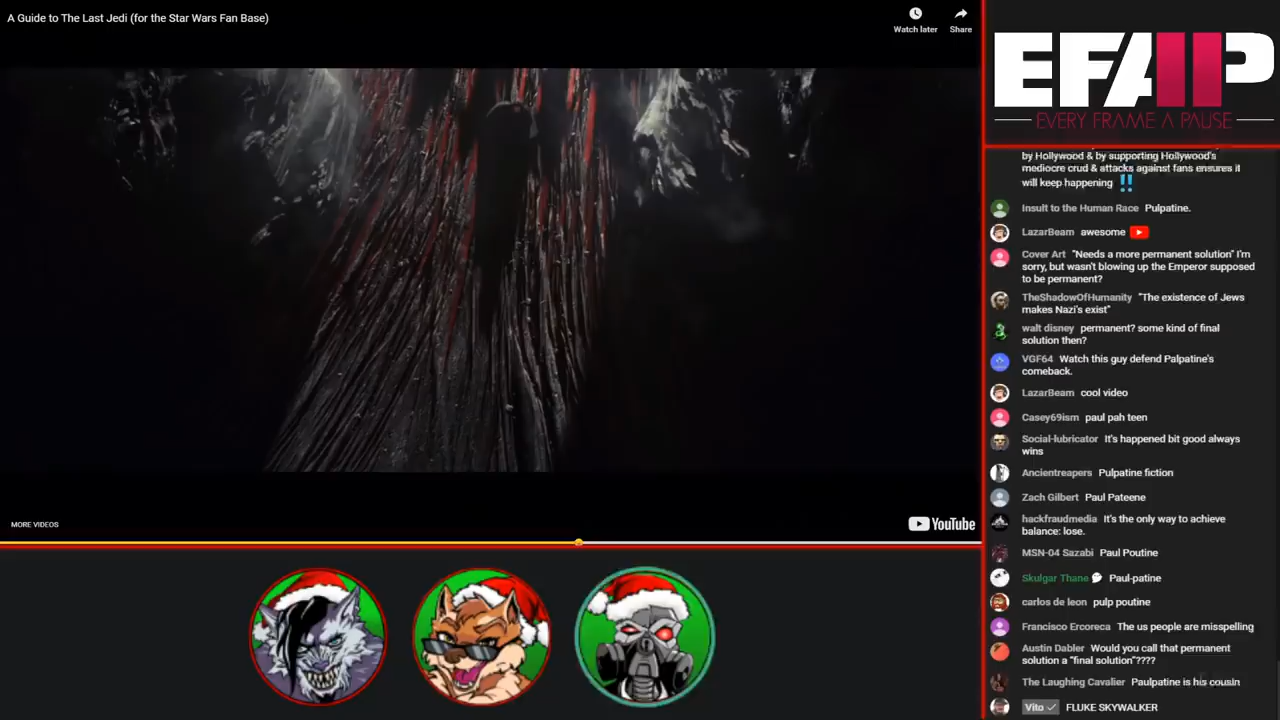 A Guide to The Last Jedi (for the Star Wars Fan Base)
Watch later
Share
MORE VIDEOS
YouTube
EFAP
EVERY FRAME A PAUSE
by Hollywood & by supporting Hollywood's
mediocre crud & attacks against fans ensures it
will keep happening ‼
Insult to the Human Race Pulpatine.
LazarBeam awesome
Cover Art "Needs a more permanent solution" I'm
sorry, but wasn't blowing up the Emperor supposed
to be permanent?
TheShadowOfHumanity "The existence of Jews
makes Nazi's exist"
walt disney permanent? some kind of final
solution then?
VGF64 Watch this guy defend Palpatine's
comeback.
LazarBeam cool video
Casey69ism paul pah teen
Social-lubricator It's happened bit good always
wins
Ancientreapers Pulpatine fiction
Zach Gilbert Paul Pateene
hackfraudmedia It's the only way to achieve
balance: lose.
MSN-04 Sazabi Paul Poutine
Skulgar Thane Paul-patine
carlos de leon pulp poutine
Francisco Ercoreca The us people are misspelling
Austin Dabler Would you call that permanent
solution a "final solution"????
The Laughing Cavalier Paulpatine is his cousin
Vito ✓ FLUKE SKYWALKER